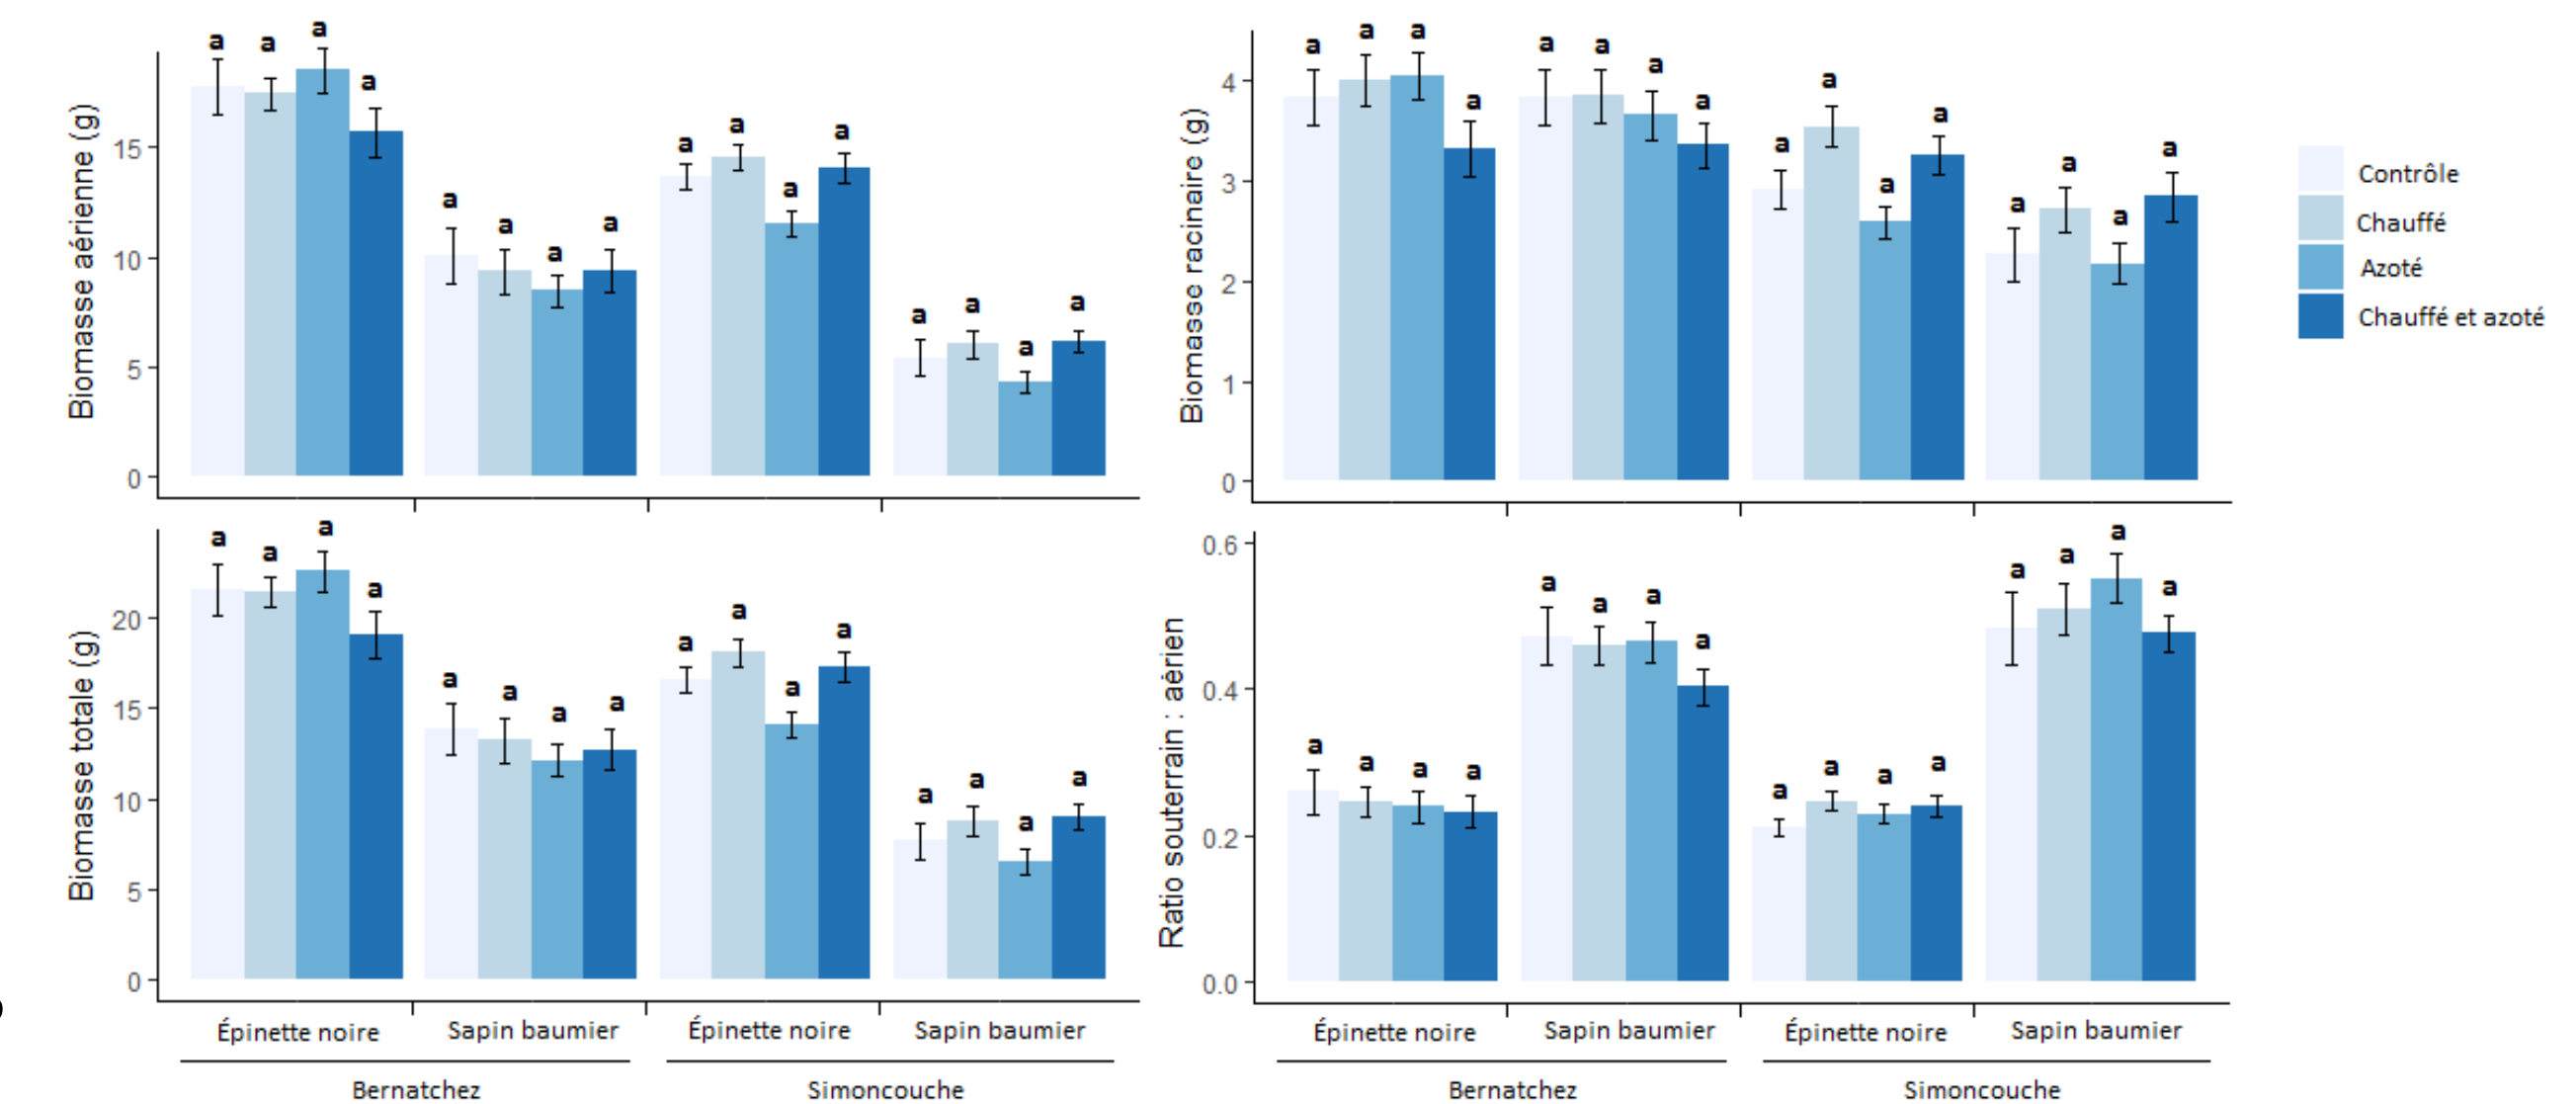 a a a a a a a a a a a a a a a a
Biomasse aérienne (g)
15
10
5
0
a a a a a a a a a a a a a a a a
Biomasse racinaire (g)
4
3
2
1
0
Contrôle
Chauffé
Azoté
Chauffé et azoté
a a a a a a a a a a a a a a a a
Biomasse totale (g)
20
15
10
5
0
Épinette noire Sapin baumier Épinette noire Sapin baumier
Bernatchez Simoncouche
a a a a a a a a a a a a a a a a
Ratio souterrain : aérien
0.6
0.4
0.2
0.0
Épinette noire Sapin baumier Épinette noire Sapin baumier
Bernatchez Simoncouche